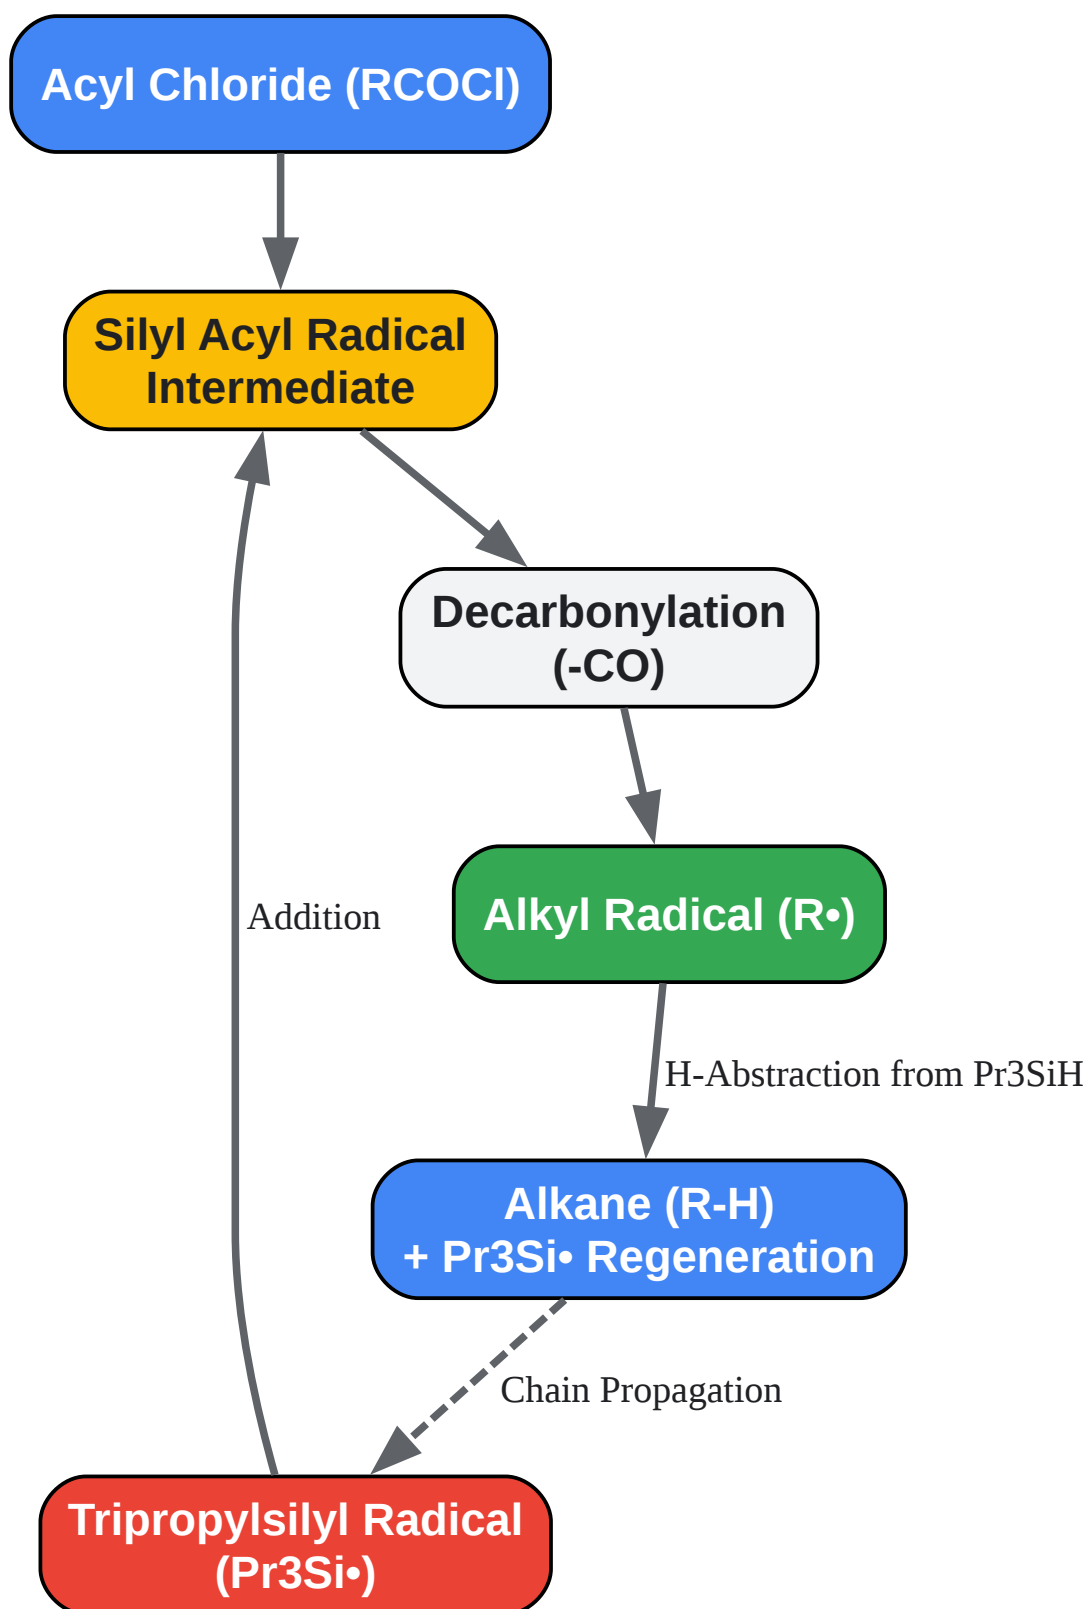 Acyl Chloride (RCOCl)
Silyl Acyl Radical
Intermediate
Decarbonylation
(-CO)
Alkyl Radical (R•)
Addition
H-Abstraction from Pr3SiH
Alkane (R-H)
+ Pr3Si• Regeneration
Chain Propagation
Tripropylsilyl Radical
(Pr3Si•)